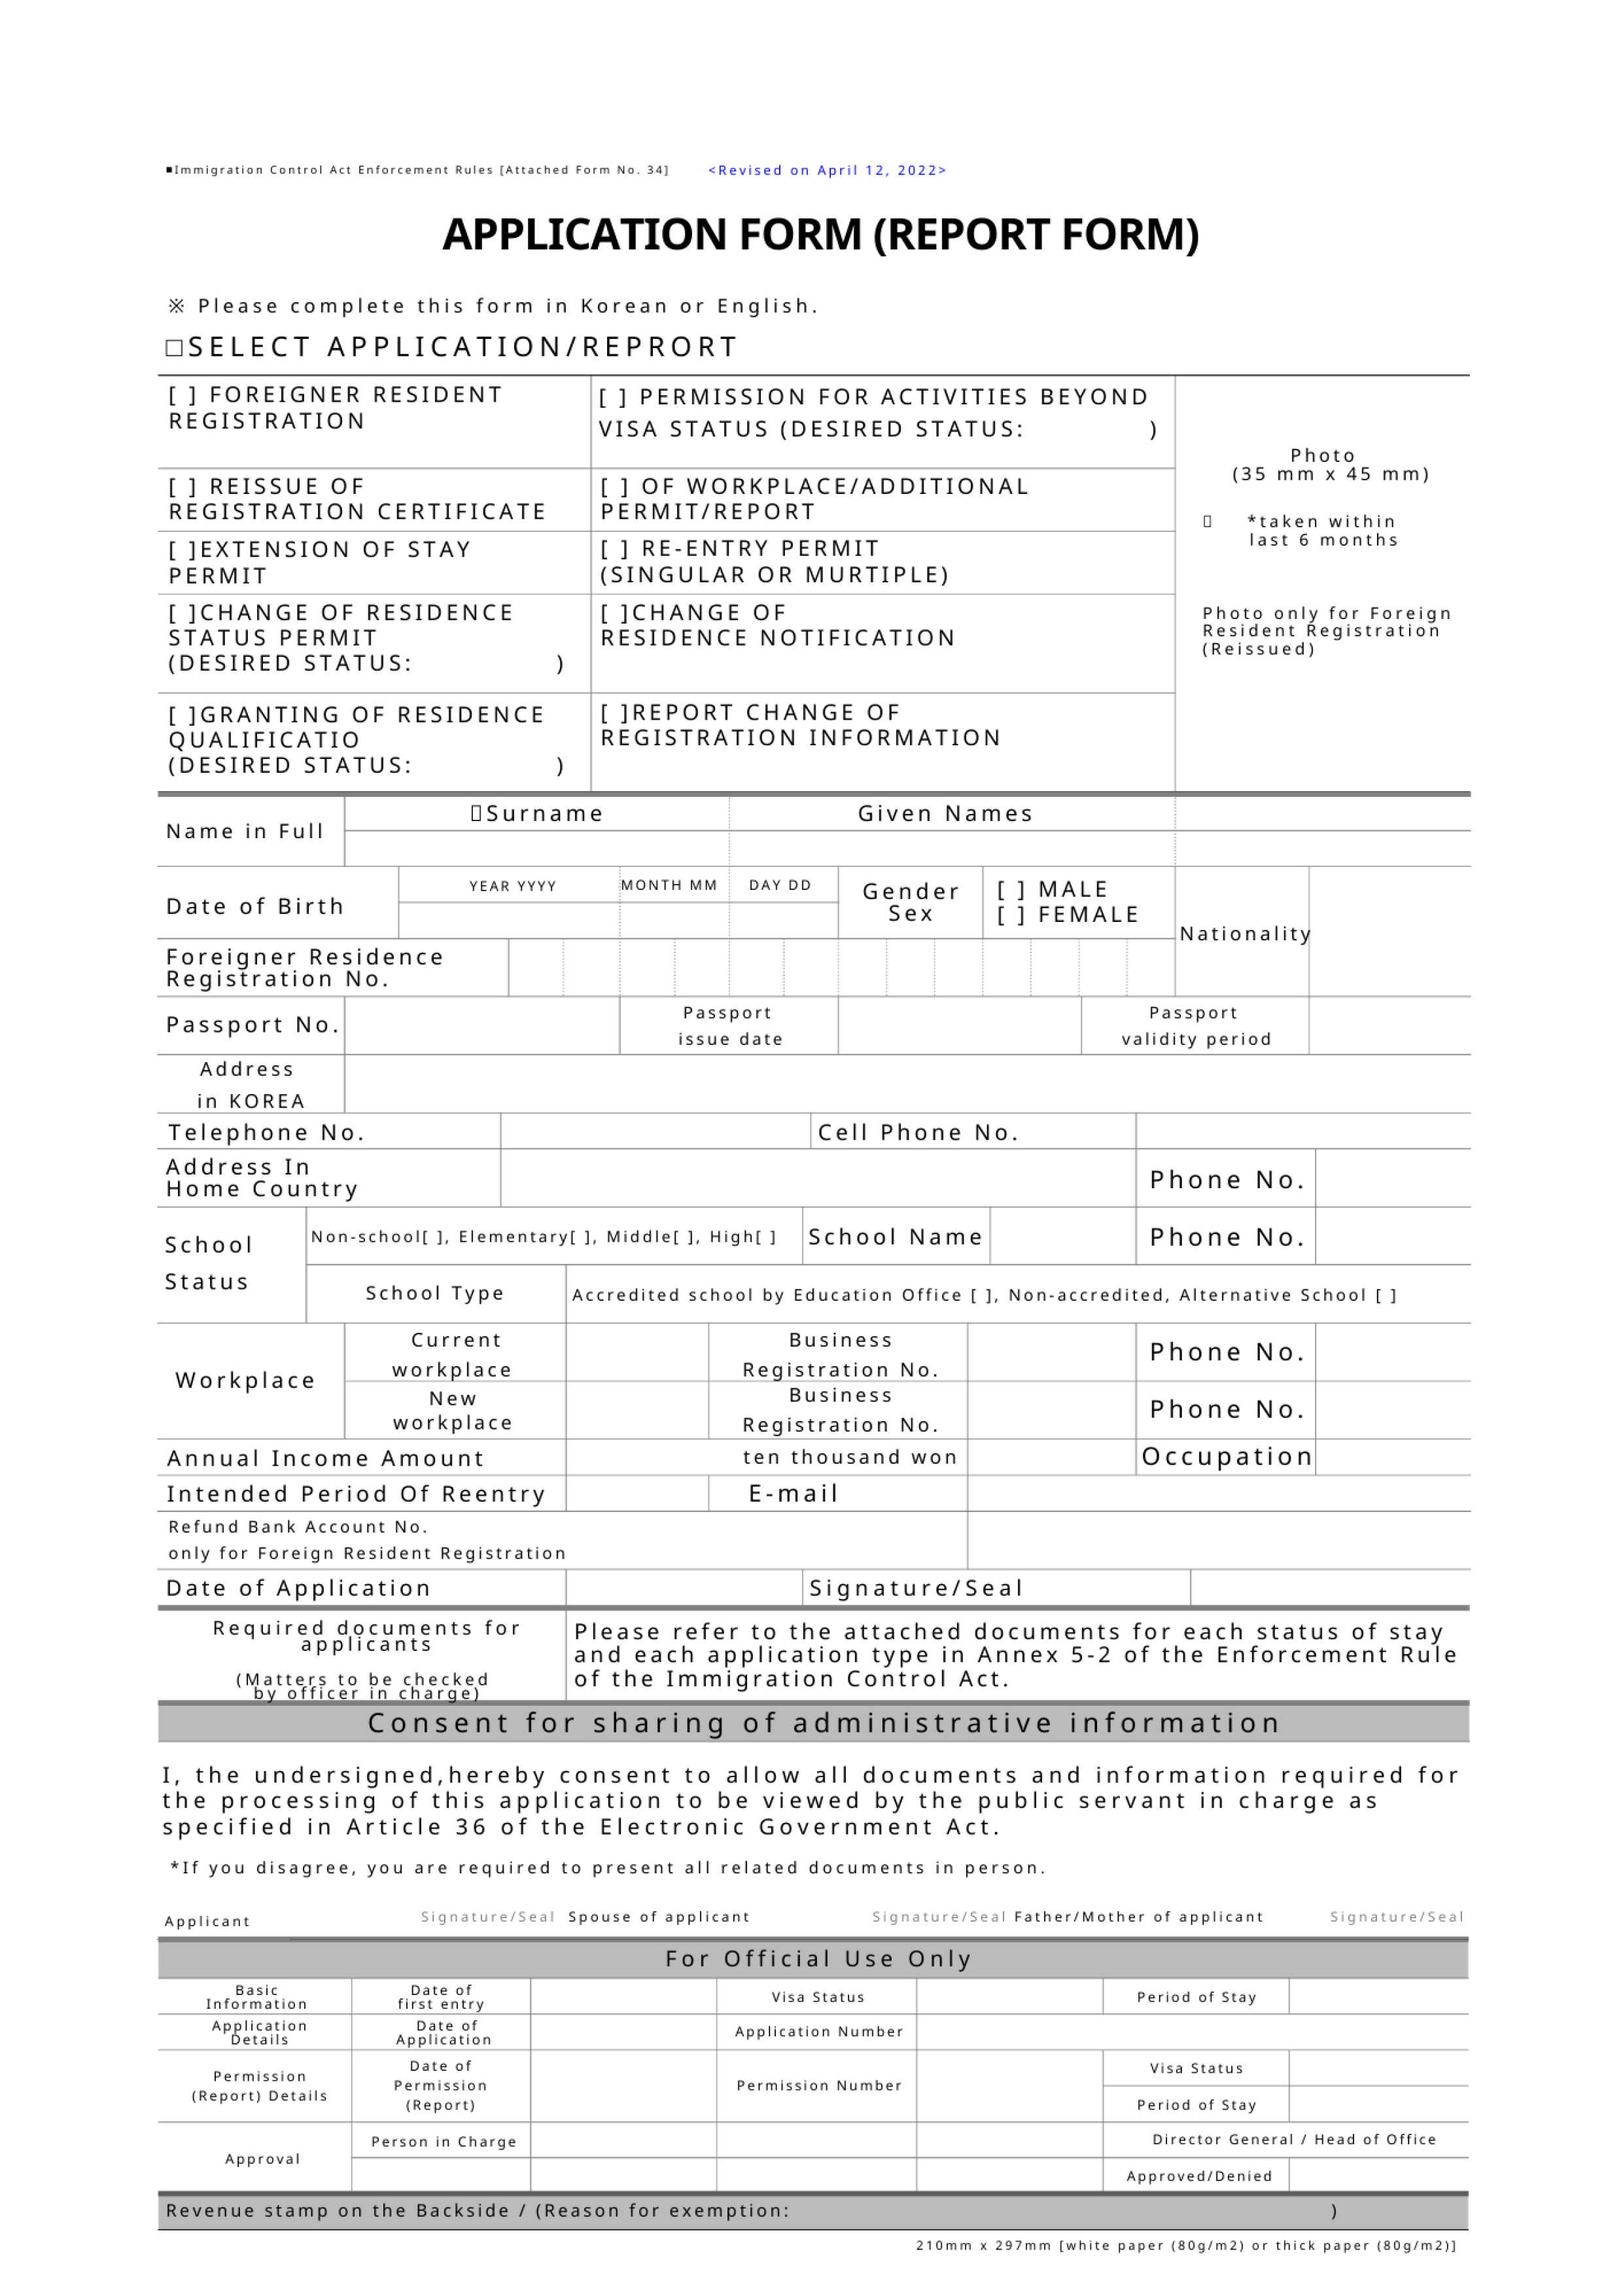 ■Immigration Control Act Enforcement Rules [Attached Form No. 34] <Revised on April 12, 2022>
APPLICATION FORM (REPORT FORM)
※ Please complete this form in Korean or English.
□SELECT APPLICATION/REPRORT
[ ] FOREIGNER RESIDENT
REGISTRATION
[ ] PERMISSION FOR ACTIVITIES BEYOND
VISA STATUS (DESIRED STATUS: )
Photo
(35 mm x 45 mm)
*taken within
last 6 months
Photo only for Foreign
Resident Registration
(Reissued)
[ ] REISSUE OF
REGISTRATION CERTIFICATE
[ ] OF WORKPLACE/ADDITIONAL
PERMIT/REPORT
[ ]EXTENSION OF STAY
PERMIT
[ ] RE-ENTRY PERMIT
(SINGULAR OR MURTIPLE)
[ ]CHANGE OF RESIDENCE
STATUS PERMIT
(DESIRED STATUS: )
[ ]CHANGE OF
RESIDENCE NOTIFICATION
[ ]GRANTING OF RESIDENCE
QUALIFICATIO
(DESIRED STATUS: )
[ ]REPORT CHANGE OF
REGISTRATION INFORMATION
Name in Full
Surname
Given Names
Date of Birth
YEAR YYYY
MONTH MM
DAY DD
Gender
Sex
[ ] MALE
[ ] FEMALE
Nationality
Foreigner Residence
Registration No.
Passport No.
Passport
issue date
Passport
validity period
Address
in KOREA
Telephone No.
Cell Phone No.
Address In
Home Country
Phone No.
School
Status
Non-school[ ], Elementary[ ], Middle[ ], High[ ]
School Name
Phone No.
School Type
Accredited school by Education Office [ ], Non-accredited, Alternative School [ ]
Workplace
Current
workplace
Business
Registration No.
Phone No.
New
workplace
Business
Registration No.
Phone No.
Annual Income Amount
ten thousand won
Occupation
Intended Period Of Reentry
E-mail
Refund Bank Account No.
only for Foreign Resident Registration
Date of Application
Signature/Seal
Required documents for
applicants
(Matters to be checked
by officer in charge)
Please refer to the attached documents for each status of stay
and each application type in Annex 5-2 of the Enforcement Rule
of the Immigration Control Act.
Consent for sharing of administrative information
I, the undersigned,hereby consent to allow all documents and information required for
the processing of this application to be viewed by the public servant in charge as
specified in Article 36 of the Electronic Government Act.
*If you disagree, you are required to present all related documents in person.
Applicant Signature/Seal Spouse of applicant Signature/Seal Father/Mother of applicant Signature/Seal
For Official Use Only
Basic
Information
Date of
first entry
Visa Status
Period of Stay
Application
Details
Date of
Application
Application Number
Permission
(Report) Details
Date of
Permission
(Report)
Permission Number
Visa Status
Period of Stay
Approval
Person in Charge
Director General / Head of Office
Approved/Denied
Revenue stamp on the Backside / (Reason for exemption: )
210mm x 297mm [white paper (80g/m2) or thick paper (80g/m2)]